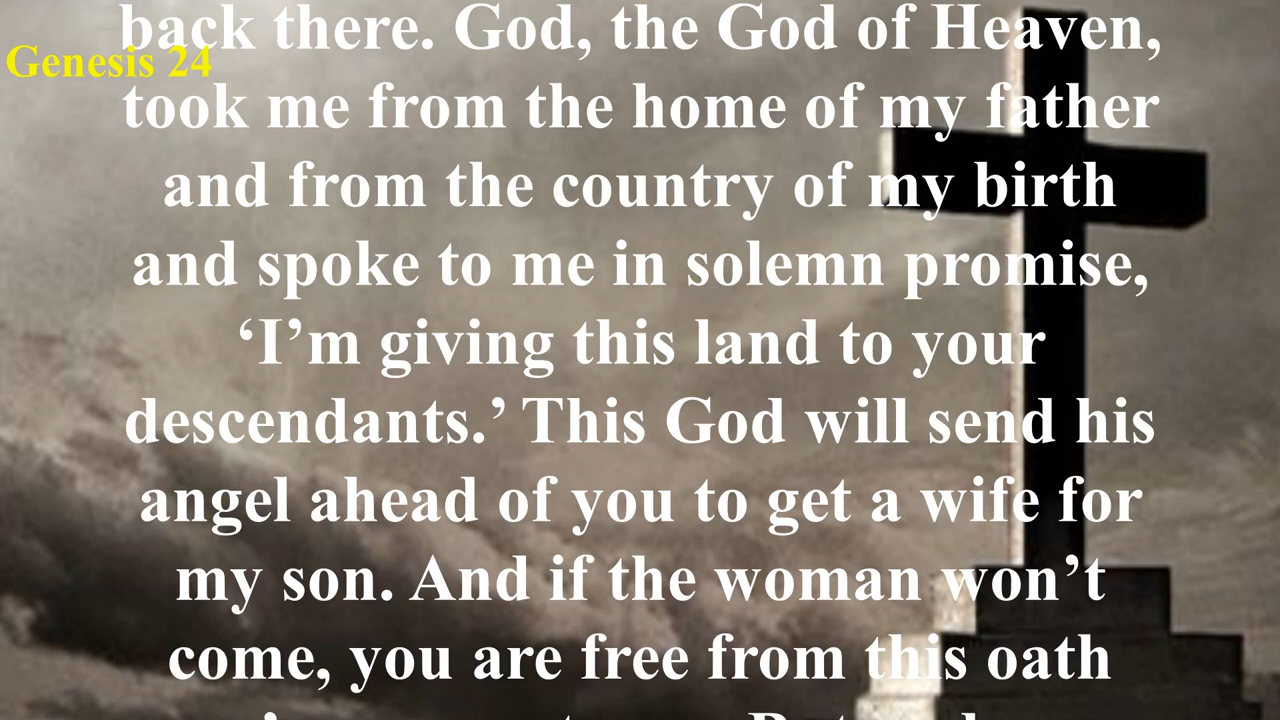 back there. God, the God of Heaven,
Genesis 24
took me from the home of my father
and from the country of my birth
and spoke to me in solemn promise,
‘I’m giving this land to your
descendants.’ This God will send his
angel ahead of you to get a wife for
my son. And if the woman won’t
come, you are free from this oath